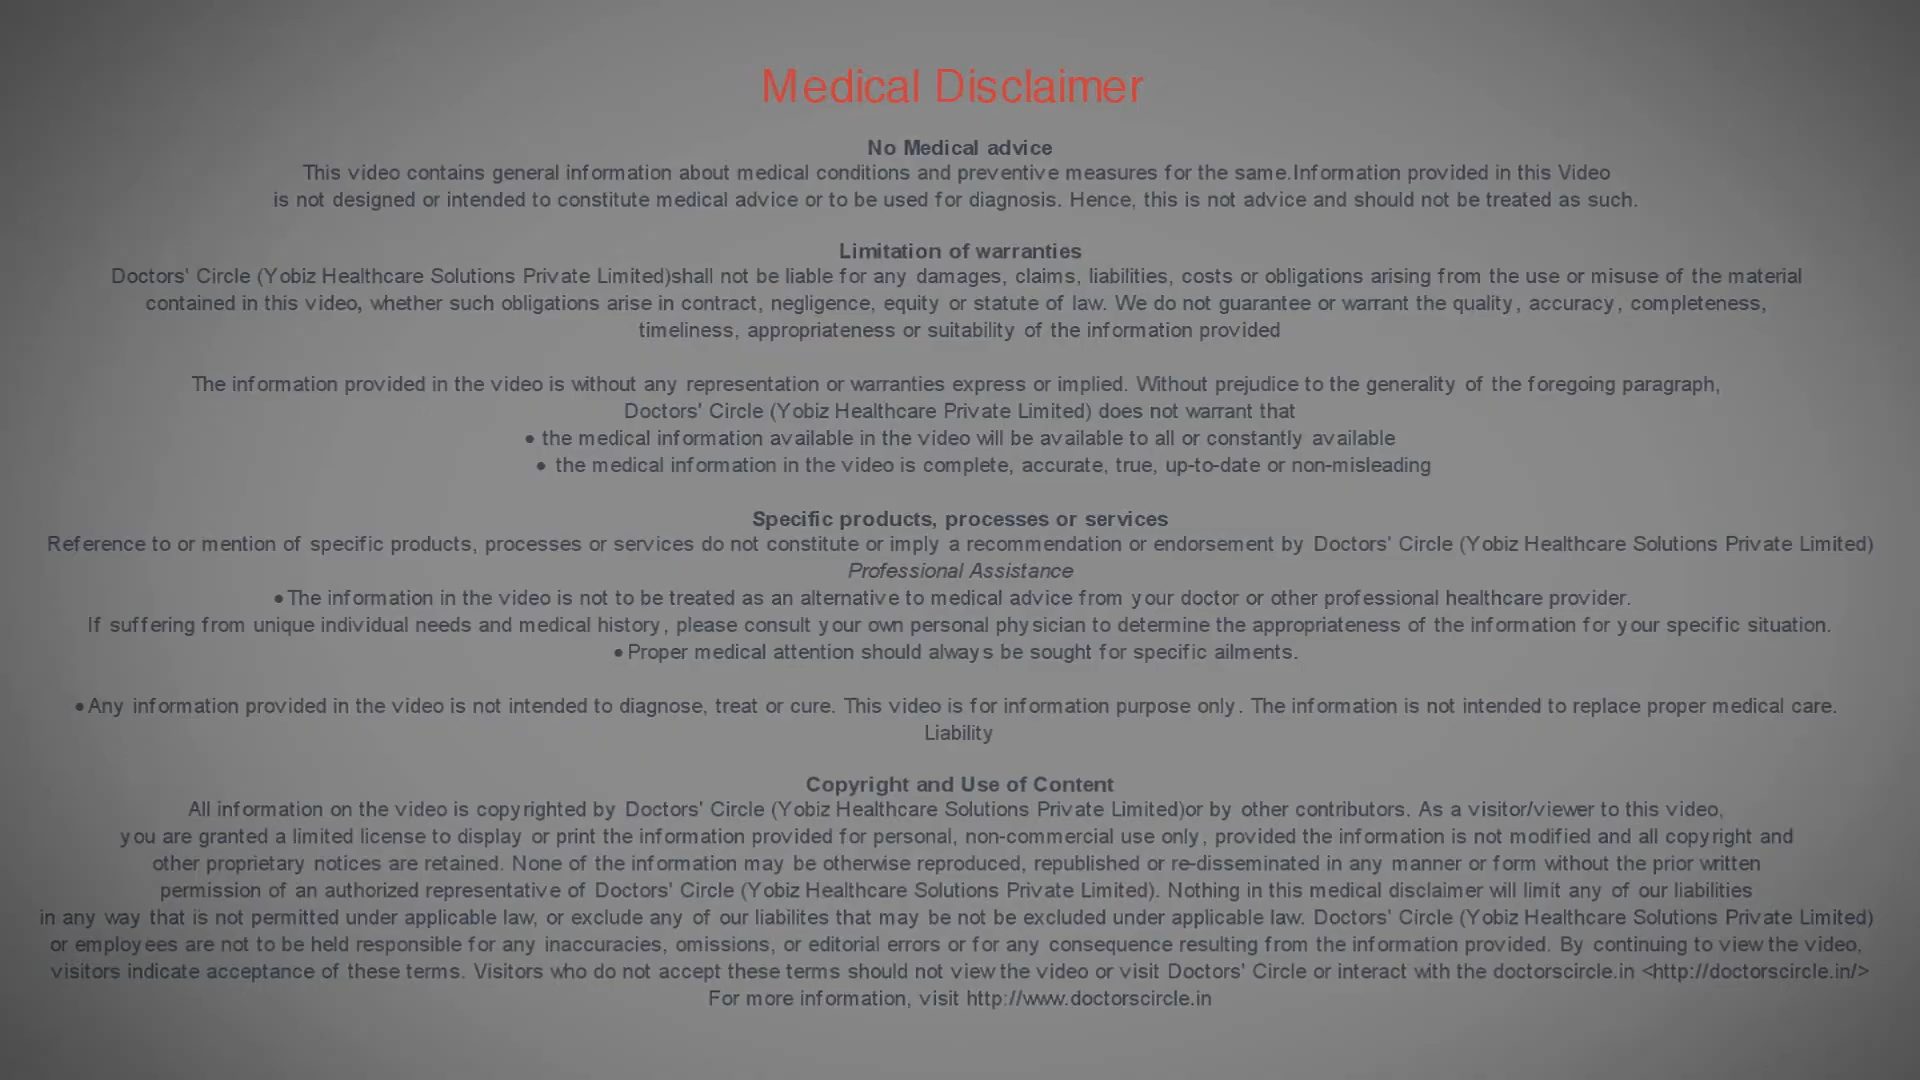 Medical Disclaimer
No Medical advice
This video contains general information about medical conditions and preventive measures for the same.Information provided in this Video
is not designed or intended to constitute medical advice or to be used for diagnosis. Hence, this is not advice and should not be treated as such.
Limitation of warranties
Doctors' Circle (Yobiz Healthcare Solutions Private Limited)shall not be liable for any damages, claims, liabilities, costs or obligations arising from the use or misuse of the material
contained in this video, whether such obligations arise in contract, negligence, equity or statute of law. We do not guarantee or warrant the quality, accuracy, completeness,
timeliness, appropriateness or suitability of the information provided
The information provided in the video is without any representation or warranties express or implied. Without prejudice to the generality of the foregoing paragraph,
Doctors' Circle (Yobiz Healthcare Private Limited) does not warrant that
• the medical information available in the video will be available to all or constantly available
• the medical information in the video is complete, accurate, true, up-to-date or non-misleading
Specific products, processes or services
Reference to or mention of specific products, processes or services do not constitute or imply a recommendation or endorsement by Doctors' Circle (Yobiz Healthcare Solutions Private Limited)
Professional Assistance
•The information in the video is not to be treated as an alternative to medical advice from your doctor or other professional healthcare provider.
If suffering from unique individual needs and medical history, please consult your own personal physician to determine the appropriateness of the information for your specific situation.
•Proper medical attention should always be sought for specific ailments.
•Any information provided in the video is not intended to diagnose, treat or cure. This video is for information purpose only. The information is not intended to replace proper medical care.
Liability
Copyright and Use of Content
All information on the video is copyrighted by Doctors' Circle (Yobiz Healthcare Solutions Private Limited)or by other contributors. As a visitor/viewer to this video,
you are granted a limited license to display or print the information provided for personal, non-commercial use only, provided the information is not modified and all copyright and
other proprietary notices are retained. None of the information may be otherwise reproduced, republished or re-disseminated in any manner or form without the prior written
permission of an authorized representative of Doctors' Circle (Yobiz Healthcare Solutions Private Limited). Nothing in this medical disclaimer will limit any of our liabilities
in any way that is not permitted under applicable law, or exclude any of our liabilites that may be not be excluded under applicable law. Doctors' Circle (Yobiz Healthcare Solutions Private Limited)
or employees are not to be held responsible for any inaccuracies, omissions, or editorial errors or for any consequence resulting from the information provided. By continuing to view the video,
visitors indicate acceptance of these terms. Visitors who do not accept these terms should not view the video or visit Doctors' Circle or interact with the doctorscircle.in <http://doctorscircle.in/>
For more information, visit http://www.doctorscircle.in